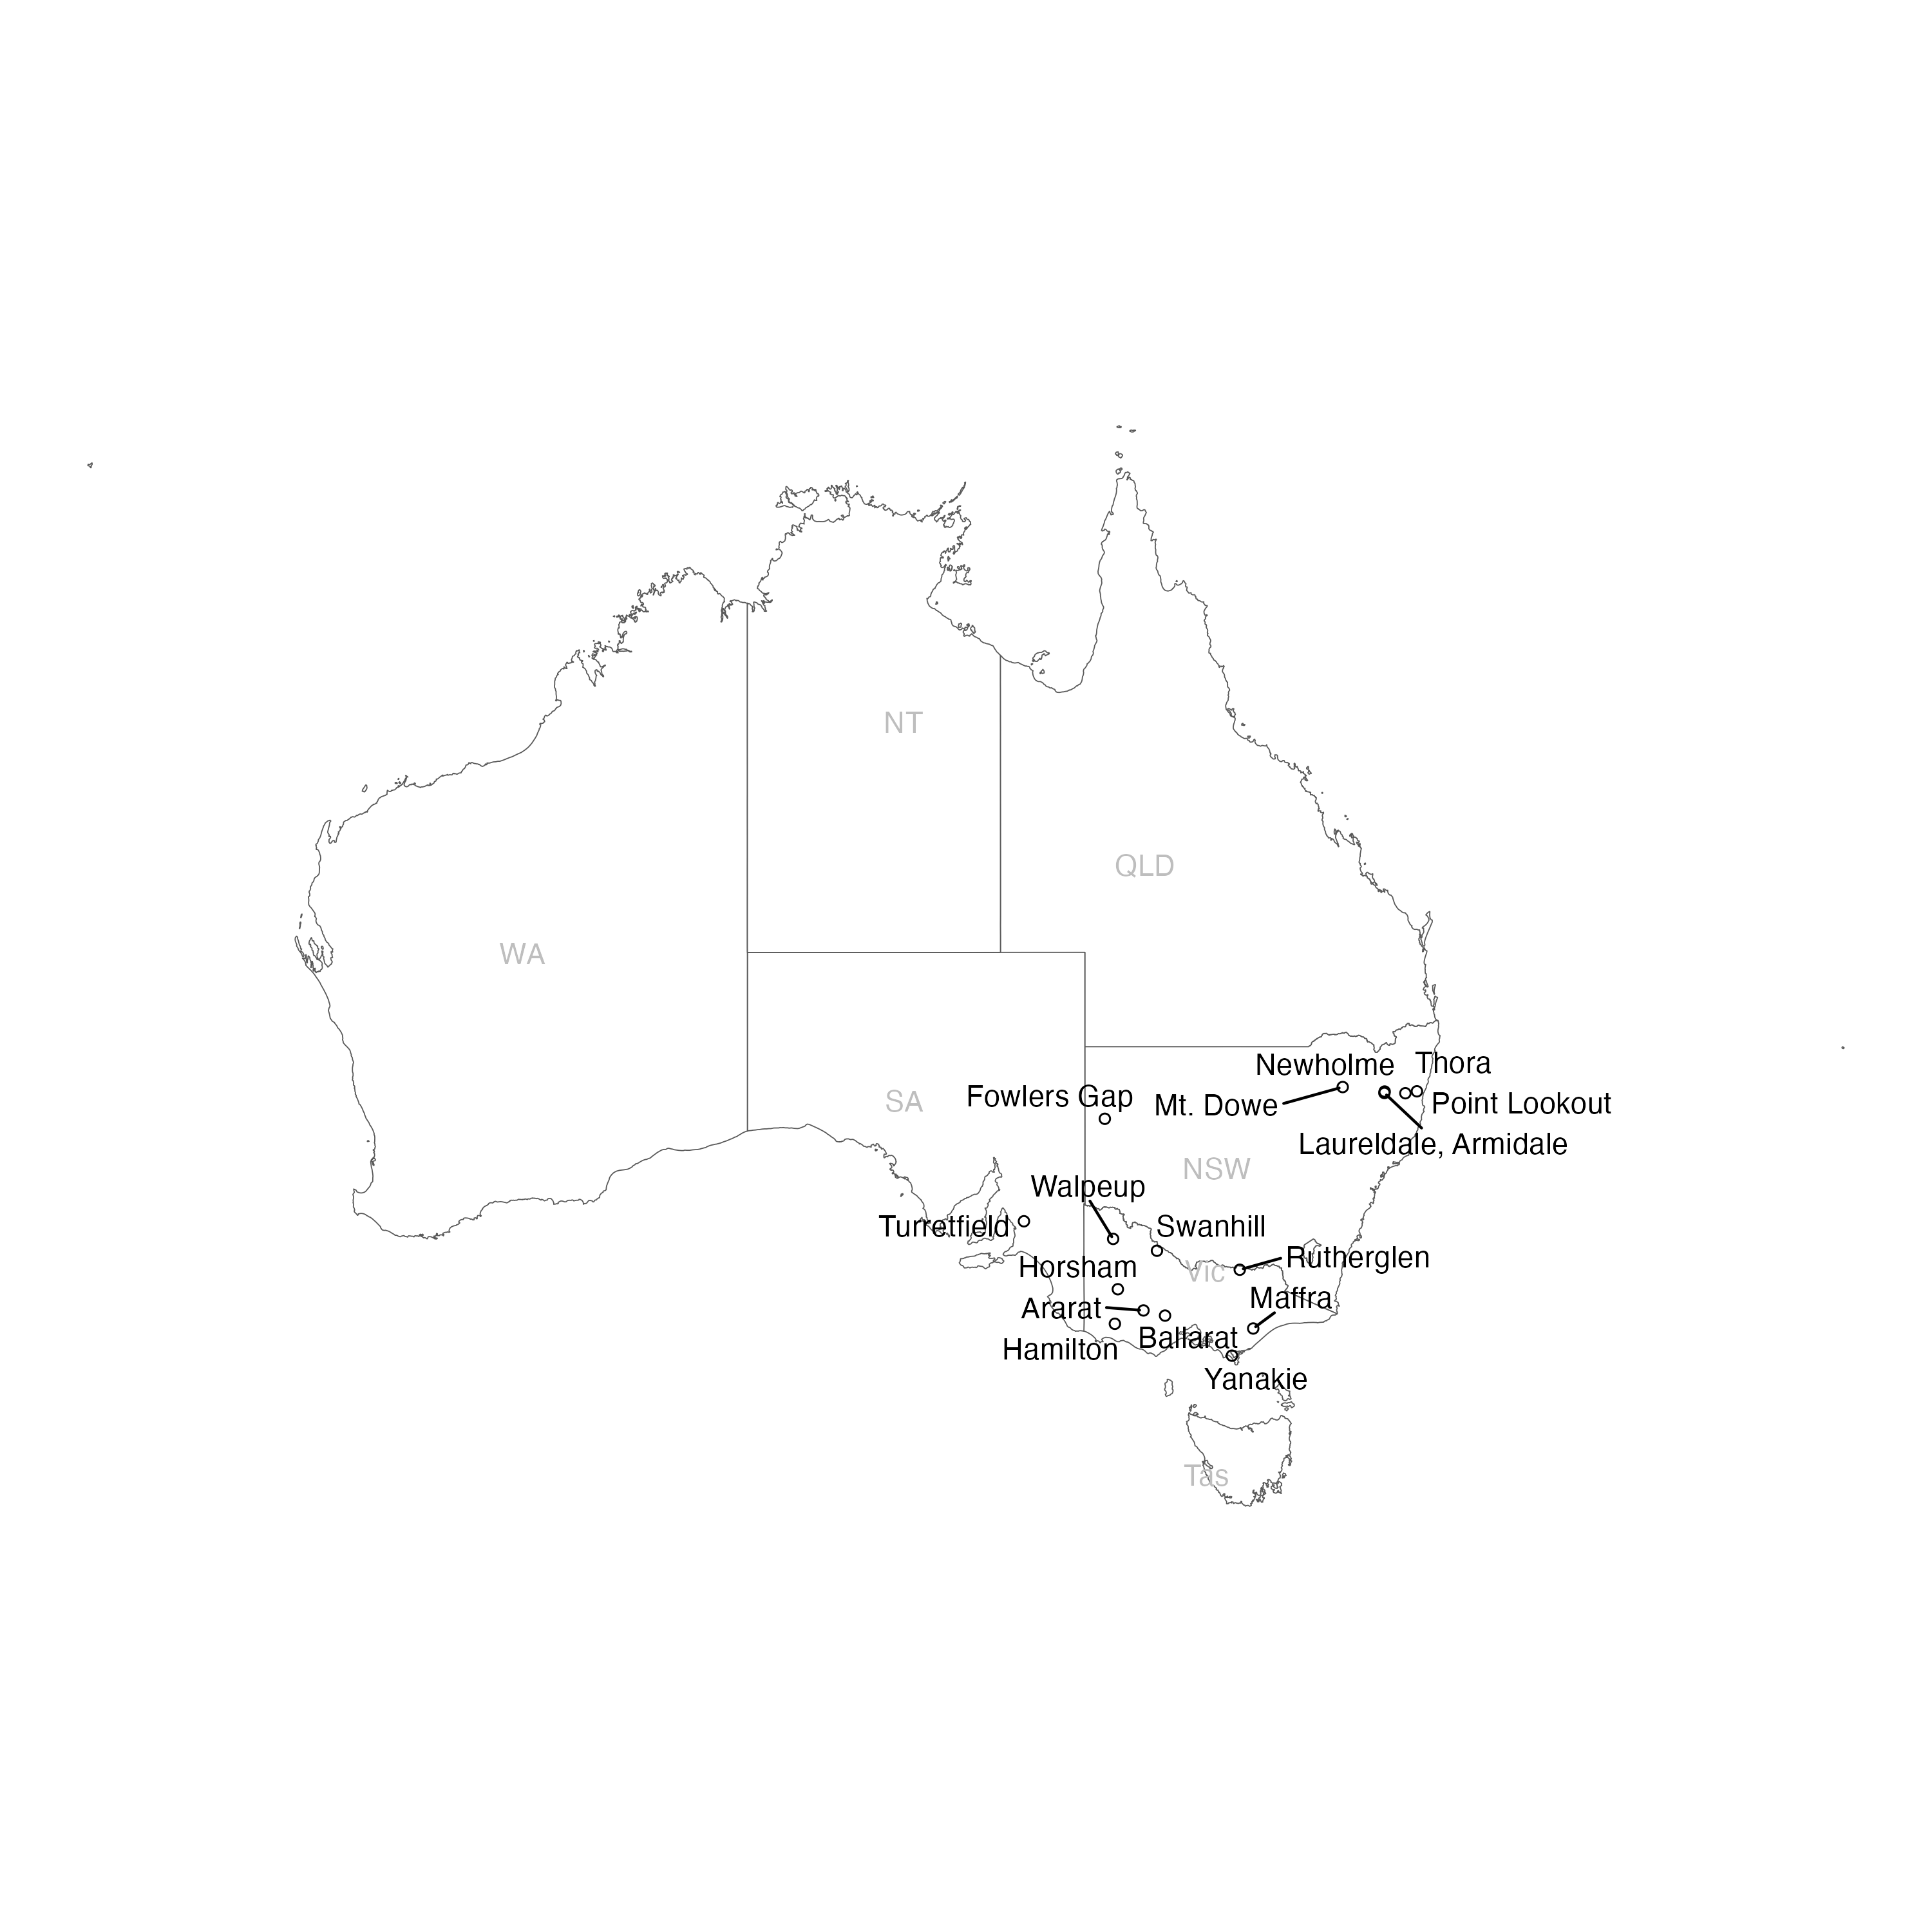 NT
QLD
WA
Newholme
Thora
Fowlers Gap
SA
Mt. Dowe
Point Lookout
Laureldale, Armidale
NSW
Walpeup
Turretfield
Swanhill
Horsham
Vic
Rutherglen
Ararat
Maffra
Hamilton
Ballarat
Yanakie
Tas